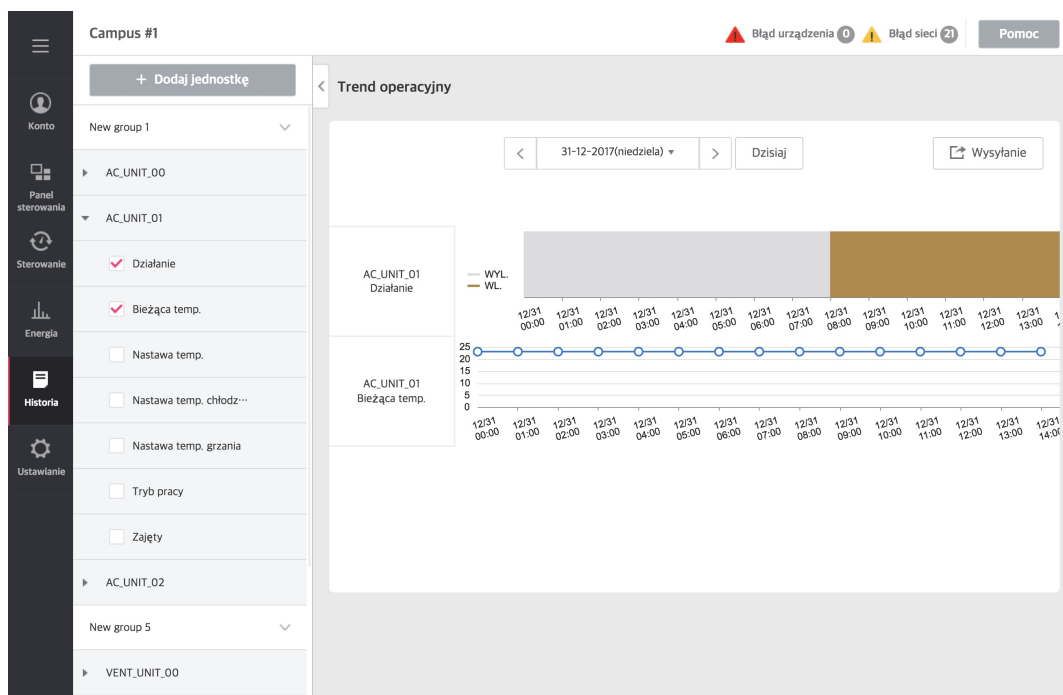 Campus #1
Błąd urządzenia 0
Błąd sieci 21
Pomoc
Konto
Panel
sterowania
Sterowanie
Energia
Historia
Ustawianie
+ Dodaj jednostkę
New group 1
AC_UNIT_00
AC_UNIT_01
Działanie
Bieżąca temp.
Nastawa temp.
Nastawa temp. chłodz···
Nastawa temp. grzania
Tryb pracy
Zajęty
AC_UNIT_02
New group 5
VENT_UNIT_00
Trend operacyjny
31-12-2017(niedziela)
Dzisiaj
Wysyłanie
AC_UNIT_01
Działanie
WYL.
WL.
12/31 12/31 12/31 12/31 12/31 12/31 12/31 12/31 12/31 12/31 12/31 12/31 12/31 12/31
00:00 01:00 02:00 03:00 04:00 05:00 06:00 07:00 08:00 09:00 10:00 11:00 12:00 13:00
AC_UNIT_01
Bieżąca temp.
25
20
15
10
5
0
12/31 12/31 12/31 12/31 12/31 12/31 12/31 12/31 12/31 12/31 12/31 12/31 12/31 12/31 12/31
00:00 01:00 02:00 03:00 04:00 05:00 06:00 07:00 08:00 09:00 10:00 11:00 12:00 13:00 14:00